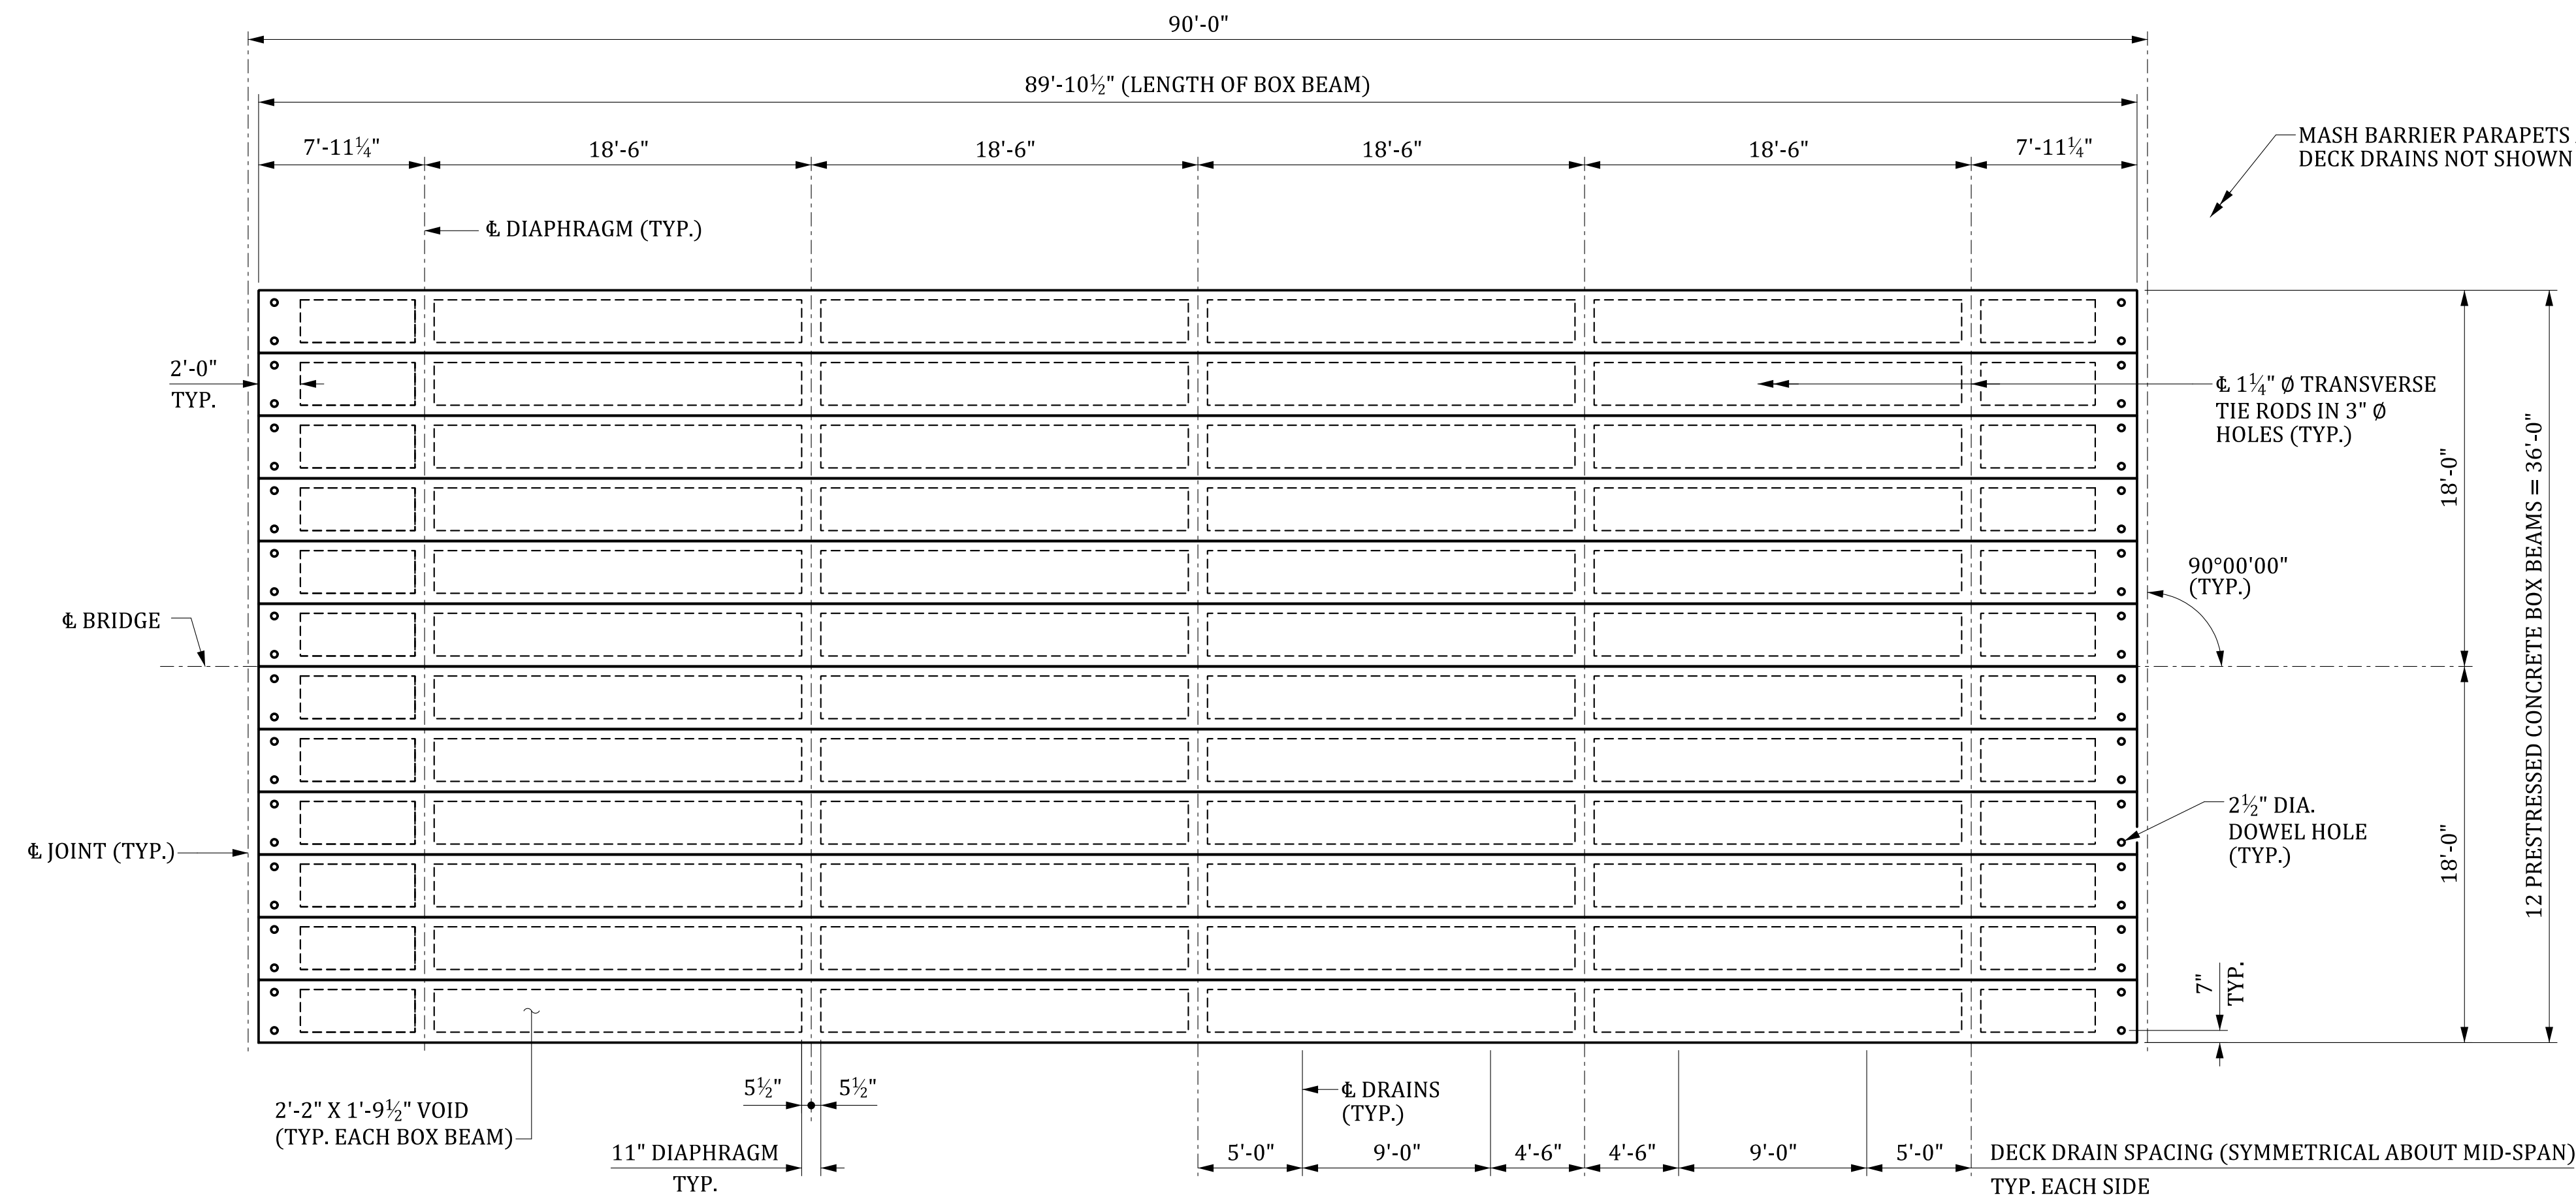 90'-0"
89'-10½" (LENGTH OF BOX BEAM)
7'-11¼"
18'-6"
18'-6"
18'-6"
18'-6"
7'-11¼"
MASH BARRIER PARAPETS
DECK DRAINS NOT SHOWN
℄ DIAPHRAGM (TYP.)
2'-0"
TYP.
℄ 1¼" Ø TRANSVERSE
TIE RODS IN 3" Ø
HOLES (TYP.)
18'-0"
12 PRESTRESSED CONCRETE BOX BEAMS = 36'-0"
90°00'00"
(TYP.)
℄ BRIDGE
2½" DIA.
DOWEL HOLE
(TYP.)
℄ JOINT (TYP.)
18'-0"
7"
TYP.
2'-2" X 1'-9½" VOID
(TYP. EACH BOX BEAM)
5½"
5½"
℄ DRAINS
(TYP.)
11" DIAPHRAGM
TYP.
5'-0"
9'-0"
4'-6"
4'-6"
9'-0"
5'-0"
DECK DRAIN SPACING (SYMMETRICAL ABOUT MID-SPAN)
TYP. EACH SIDE